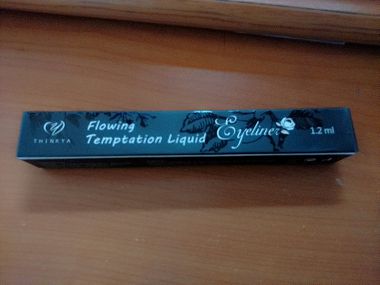 THINKYA
Flowing
Temptation Liquid
Eyeliner
1.2 ml